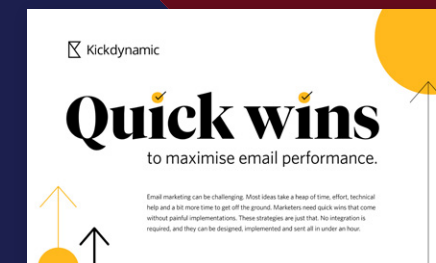 Kickdynamic
Quick wins
to maximise email performance.
Email marketing can be challenging. Most ideas take a heap of time, effort, technical
help and a bit more time to get off the ground. Marketers need quick wins that come
without painful implementations. These strategies are just that. No integration is
required, and they can be designed, implemented and sent all in under an hour.